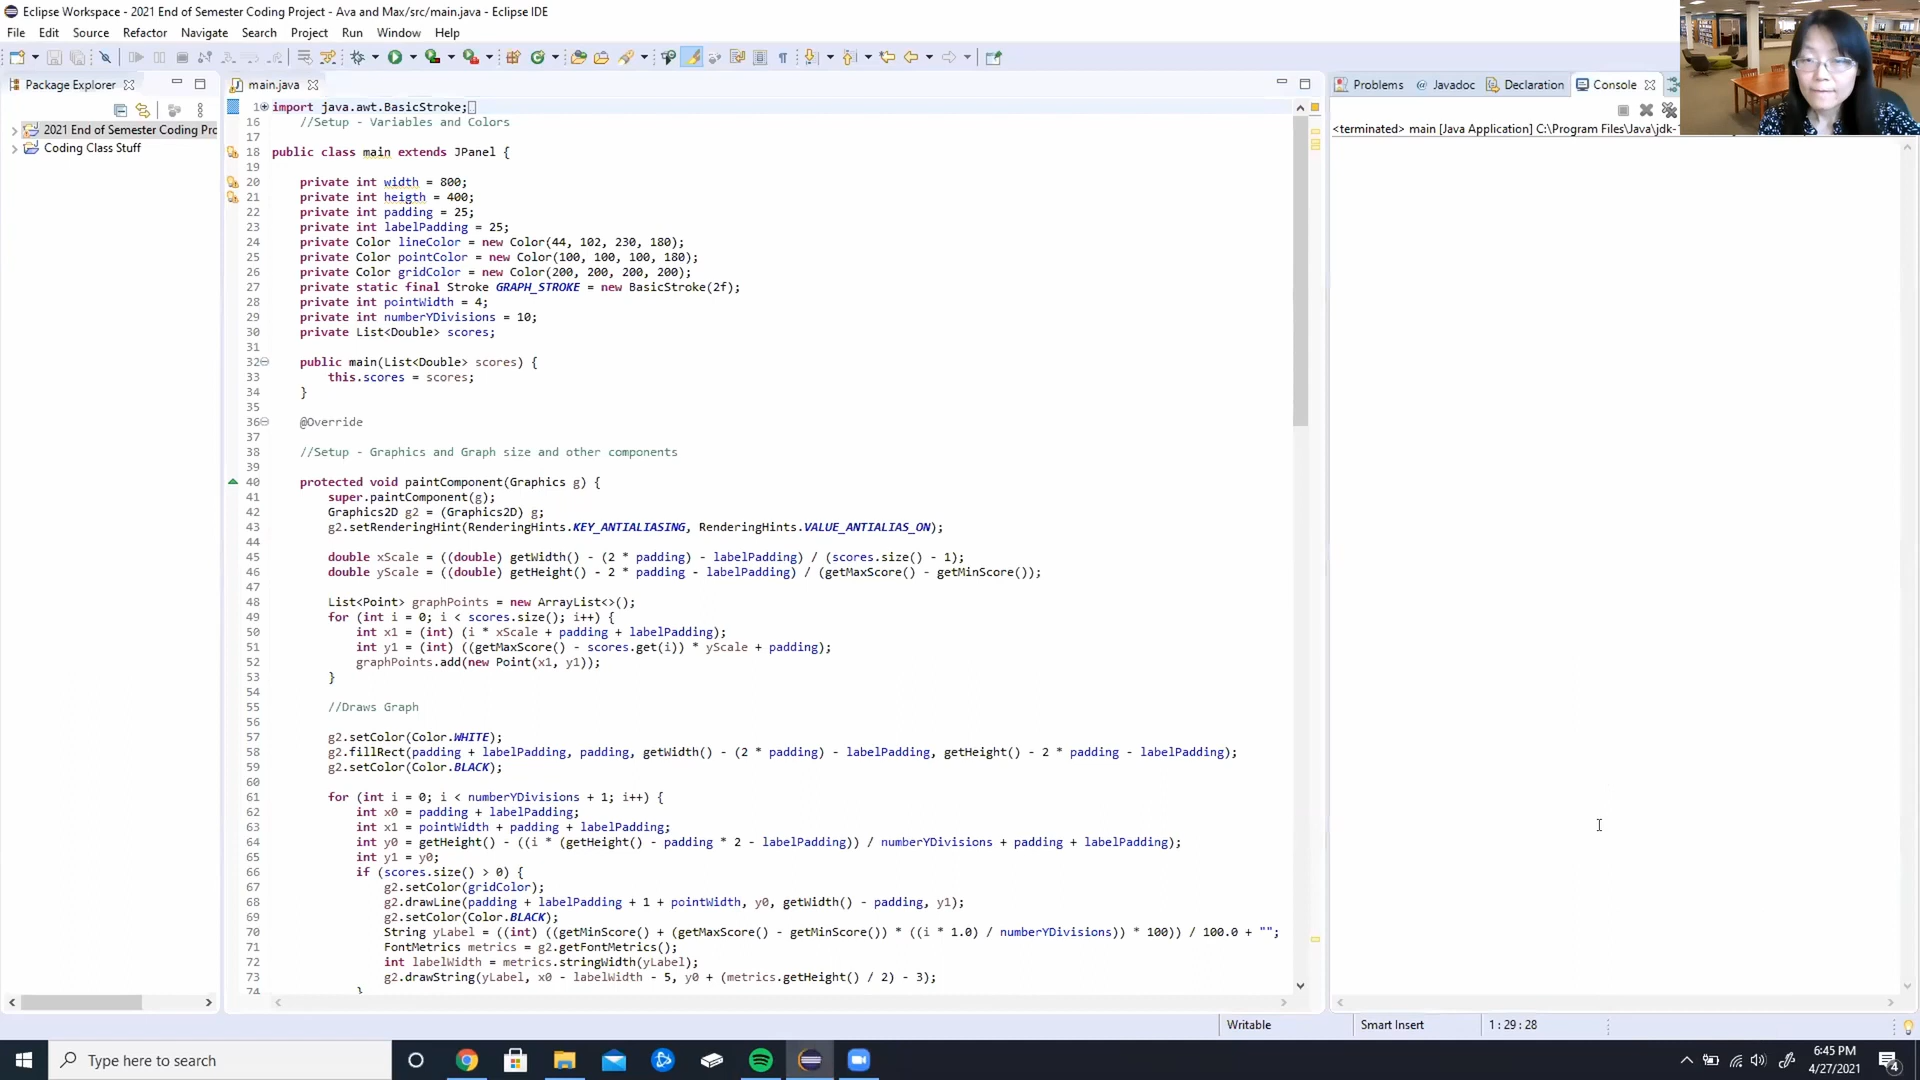 Eclipse Workspace - 2021 End of Semester Coding Project - Ava and Max/src/main.java - Eclipse IDE
File Edit Source Refactor Navigate Search Project Run Window Help
Package Explorer
2021 End of Semester Coding Prc
Coding Class Stuff
main.java
1 import java.awt.BasicStroke;
16 //Setup - Variables and Colors
17
18 public class main extends JPanel {
19
20 private int width = 800;
21 private int heigth = 400;
22 private int padding = 25;
23 private int labelPadding = 25;
24 private Color lineColor = new Color(44, 102, 230, 180);
25 private Color pointColor = new Color(100, 100, 100, 180);
26 private Color gridColor = new Color(200, 200, 200, 200);
27 private static final Stroke GRAPH_STROKE = new BasicStroke(2f);
28 private int pointWidth = 4;
29 private int numberYDivisions = 10;
30 private List<Double> scores;
31
32 public main(List<Double> scores) {
33 this.scores = scores;
34 }
35
36 @Override
37
38 //Setup - Graphics and Graph size and other components
39
40 protected void paintComponent(Graphics g) {
41 super.paintComponent(g);
42 Graphics2D g2 = (Graphics2D) g;
43 g2.setRenderingHint(RenderingHints.KEY_ANTIALIASING, RenderingHints.VALUE_ANTIALIAS_ON);
44
45 double xScale = ((double) getWidth() - (2 * padding) - labelPadding) / (scores.size() - 1);
46 double yScale = ((double) getHeight() - 2 * padding - labelPadding) / (getMaxScore() - getMinScore());
47
48 List<Point> graphPoints = new ArrayList<>();
49 for (int i = 0; i < scores.size(); i++) {
50 int x1 = (int) (i * xScale + padding + labelPadding);
51 int y1 = (int) ((getMaxScore() - scores.get(i)) * yScale + padding);
52 graphPoints.add(new Point(x1, y1));
53 }
54
55 //Draws Graph
56
57 g2.setColor(Color.WHITE);
58 g2.fillRect(padding + labelPadding, padding, getWidth() - (2 * padding) - labelPadding, getHeight() - 2 * padding - labelPadding);
59 g2.setColor(Color.BLACK);
60
61 for (int i = 0; i < numberYDivisions + 1; i++) {
62 int x0 = padding + labelPadding;
63 int x1 = pointWidth + padding + labelPadding;
64 int y0 = getHeight() - ((i * (getHeight() - padding * 2 - labelPadding)) / numberYDivisions + padding + labelPadding);
65 int y1 = y0;
66 if (scores.size() > 0) {
67 g2.setColor(gridColor);
68 g2.drawLine(padding + labelPadding + 1 + pointWidth, y0, getWidth() - padding, y1);
69 g2.setColor(Color.BLACK);
70 String yLabel = ((int) ((getMinScore() + (getMaxScore() - getMinScore()) * ((i * 1.0) / numberYDivisions)) * 100)) / 100.0 + "";
71 FontMetrics metrics = g2.getFontMetrics();
72 int labelWidth = metrics.stringWidth(yLabel);
73 g2.drawString(yLabel, x0 - labelWidth - 5, y0 + (metrics.getHeight() / 2) - 3);
74 }
Problems @ Javadoc Declaration Console
<terminated> main [Java Application] C:\Program Files\Java\jdk-
Writable Smart Insert 1 : 29 : 28
Type here to search
6:45 PM
4/27/2021
4